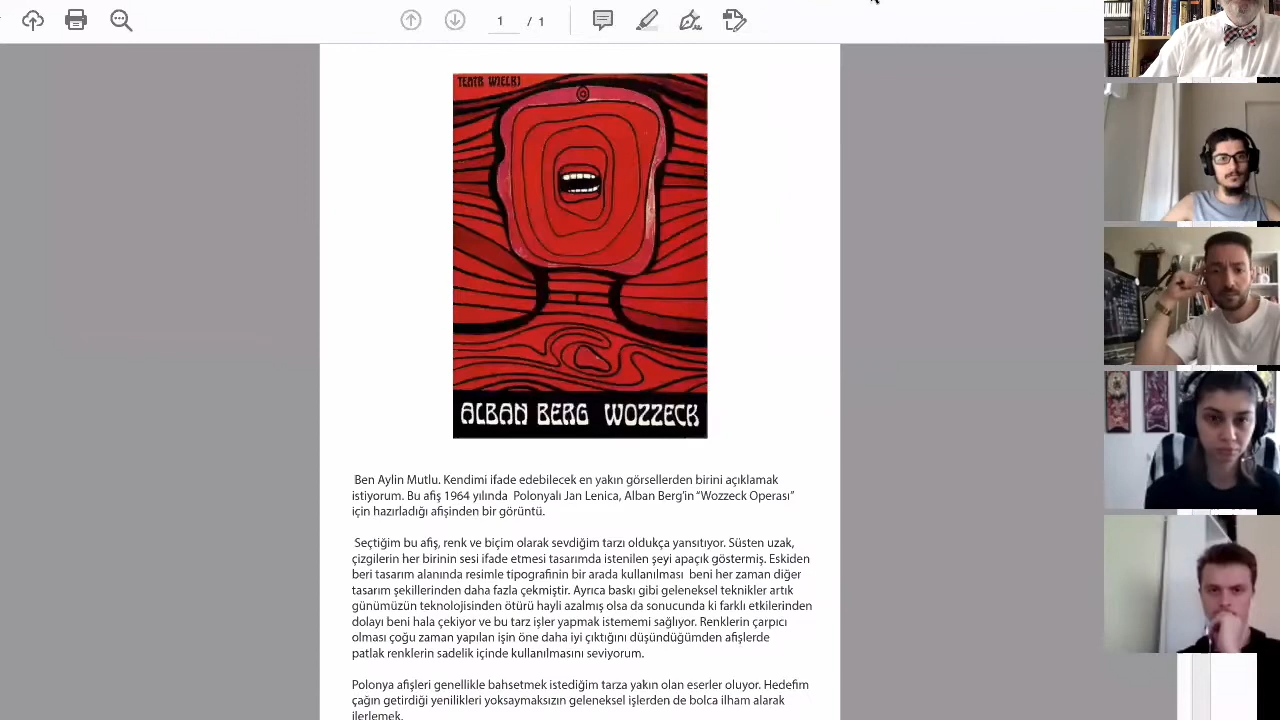 1 / 1
TEATR WIELKI
ALBAN BERG WOZZECK
Ben Aylin Mutlu. Kendimi ifade edebilecek en yakın görsellerden birini açıklamak
istiyorum. Bu afiş 1964 yılında Polonyalı Jan Lenica, Alban Berg'in "Wozzeck Operası"
için hazırladığı afişinden bir görüntü.
Seçtiğim bu afiş, renk ve biçim olarak sevdiğim tarzı oldukça yansıtıyor. Süsten uzak,
çizgilerin her birinin sesi ifade etmesi tasarımda istenilen şeyi apaçık göstermiş. Eskiden
beri tasarım alanında resimle tipografinin bir arada kullanılması beni her zaman diğer
tasarım şekillerinden daha fazla çekmiştir. Ayrıca baskı gibi geleneksel teknikler artık
günümüzün teknolojisinden ötürü hayli azalmış olsa da sonucunda ki farklı etkilerinden
dolayı beni hala çekiyor ve bu tarz işler yapmak istememi sağlıyor. Renklerin çarpıcı
olması çoğu zaman yapılan işin öne daha iyi çıktığını düşündüğümden afişlerde
patlak renklerin sadelik içinde kullanılmasını seviyorum.
Polonya afişleri genellikle bahsetmek istediğim tarza yakın olan eserler oluyor. Hedefim
çağın getirdiği yenilikleri yoksaymaksızın geleneksel işlerden de bolca ilham alarak
ilerlemek.